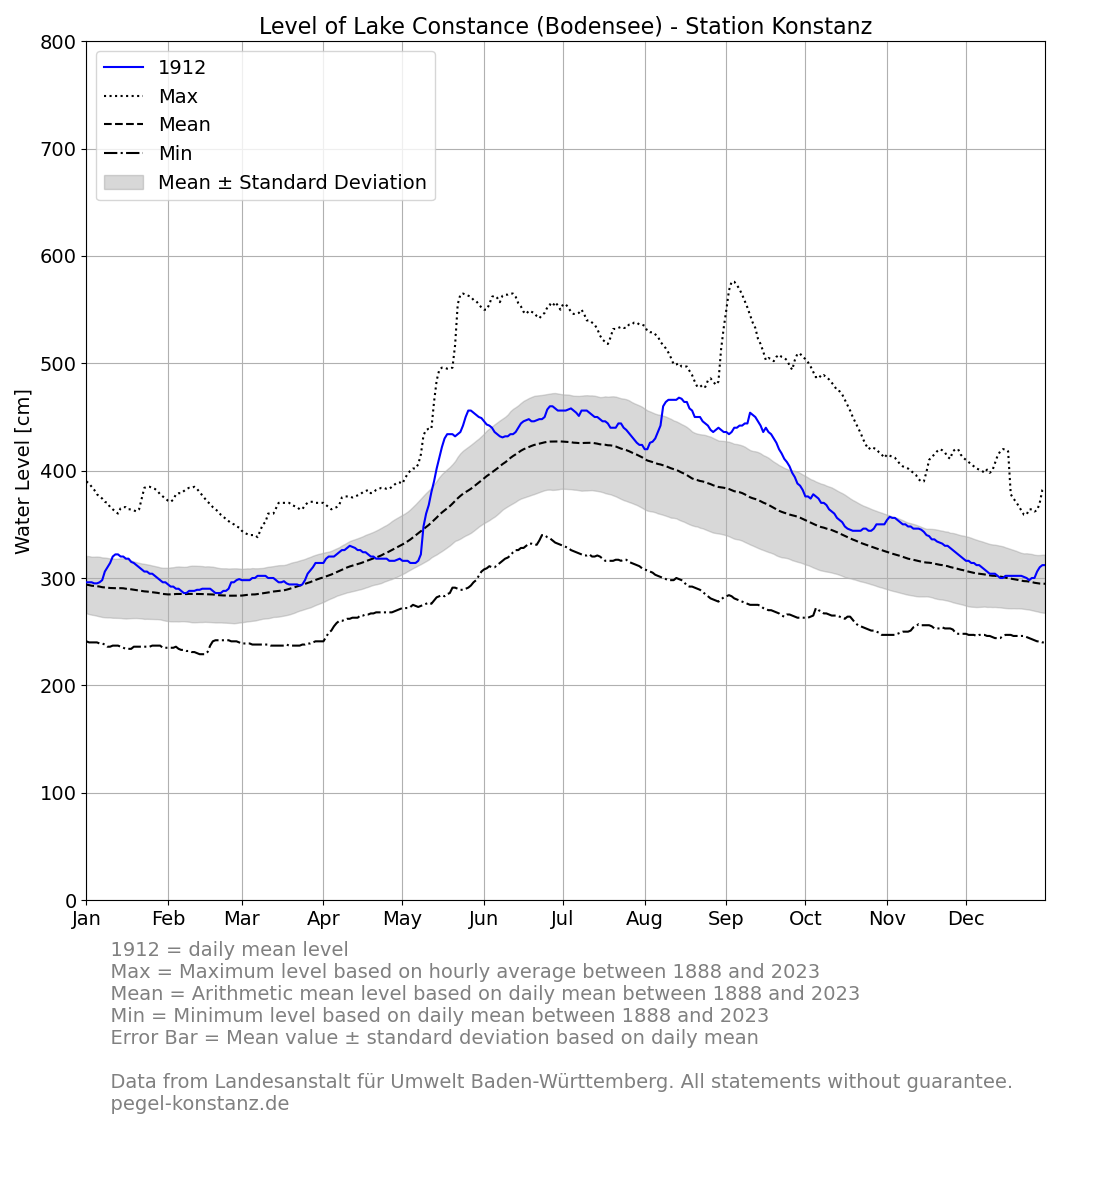 Level of Lake Constance (Bodensee) - Station Konstanz
800
700
600
500
400
300
200
100
0
Water Level [cm]
1912
Max
Mean
Min
Mean ± Standard Deviation
Jan Feb Mar Apr May Jun Jul Aug Sep Oct Nov Dec
1912 = daily mean level
Max = Maximum level based on hourly average between 1888 and 2023
Mean = Arithmetic mean level based on daily mean between 1888 and 2023
Min = Minimum level based on daily mean between 1888 and 2023
Error Bar = Mean value ± standard deviation based on daily mean
Data from Landesanstalt für Umwelt Baden-Württemberg. All statements without guarantee.
pegel-konstanz.de